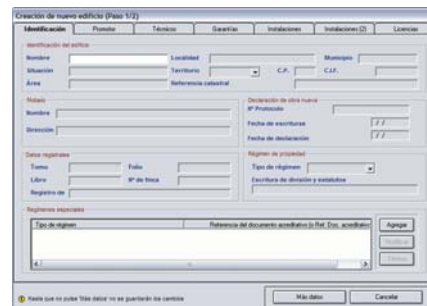 Creación de nuevo edificio (Paso 1/2)
Identificación Promotor Técnicos Garantías Instalaciones Instalaciones (2) Licencias
Identificación del edificio
Nombre Localidad Municipio
Situación Territorio C.P. C.I.F.
Área Referencia catastral
Notario Declaración de obra nueva
Nombre Nº Protocolo
Dirección Fecha de escrituras / /
Fecha de declaración / /
Datos registrales Régimen de propiedad
Tomo Folio Tipo de régimen
Libro Nº de finca Escritura de división y estatutos
Registro de
Regímenes especiales
Tipo de régimen Referencia del documento acreditativo (o Ref. Doc. acreditativo Agregar
Modificar
Hasta que no pulse 'Más datos' no se guardarán los cambios Más datos Cancelar